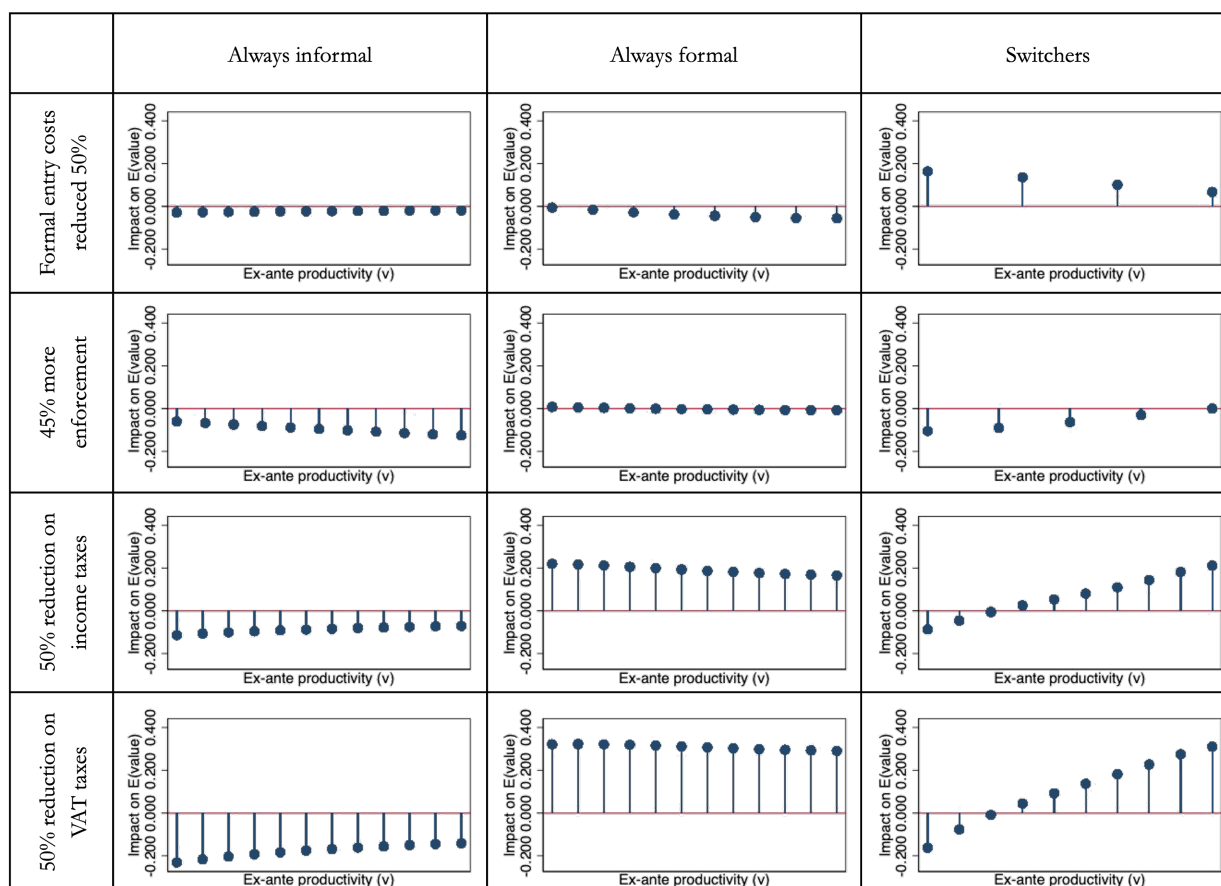 Always informal
Always formal
Switchers
Formal entry costs
reduced 50%
Impact on E(value)
-0.200 0.000 0.200 0.400
Ex-ante productivity (v)
Impact on E(value)
-0.200 0.000 0.200 0.400
Ex-ante productivity (v)
Impact on E(value)
-0.200 0.000 0.200 0.400
Ex-ante productivity (v)
45% more
enforcement
Impact on E(value)
-0.200 0.000 0.200 0.400
Ex-ante productivity (v)
Impact on E(value)
-0.200 0.000 0.200 0.400
Ex-ante productivity (v)
Impact on E(value)
-0.200 0.000 0.200 0.400
Ex-ante productivity (v)
50% reduction on
income taxes
Impact on E(value)
-0.200 0.000 0.200 0.400
Ex-ante productivity (v)
Impact on E(value)
-0.200 0.000 0.200 0.400
Ex-ante productivity (v)
Impact on E(value)
-0.200 0.000 0.200 0.400
Ex-ante productivity (v)
50% reduction on
VAT taxes
Impact on E(value)
-0.200 0.000 0.200 0.400
Ex-ante productivity (v)
Impact on E(value)
-0.200 0.000 0.200 0.400
Ex-ante productivity (v)
Impact on E(value)
-0.200 0.000 0.200 0.400
Ex-ante productivity (v)